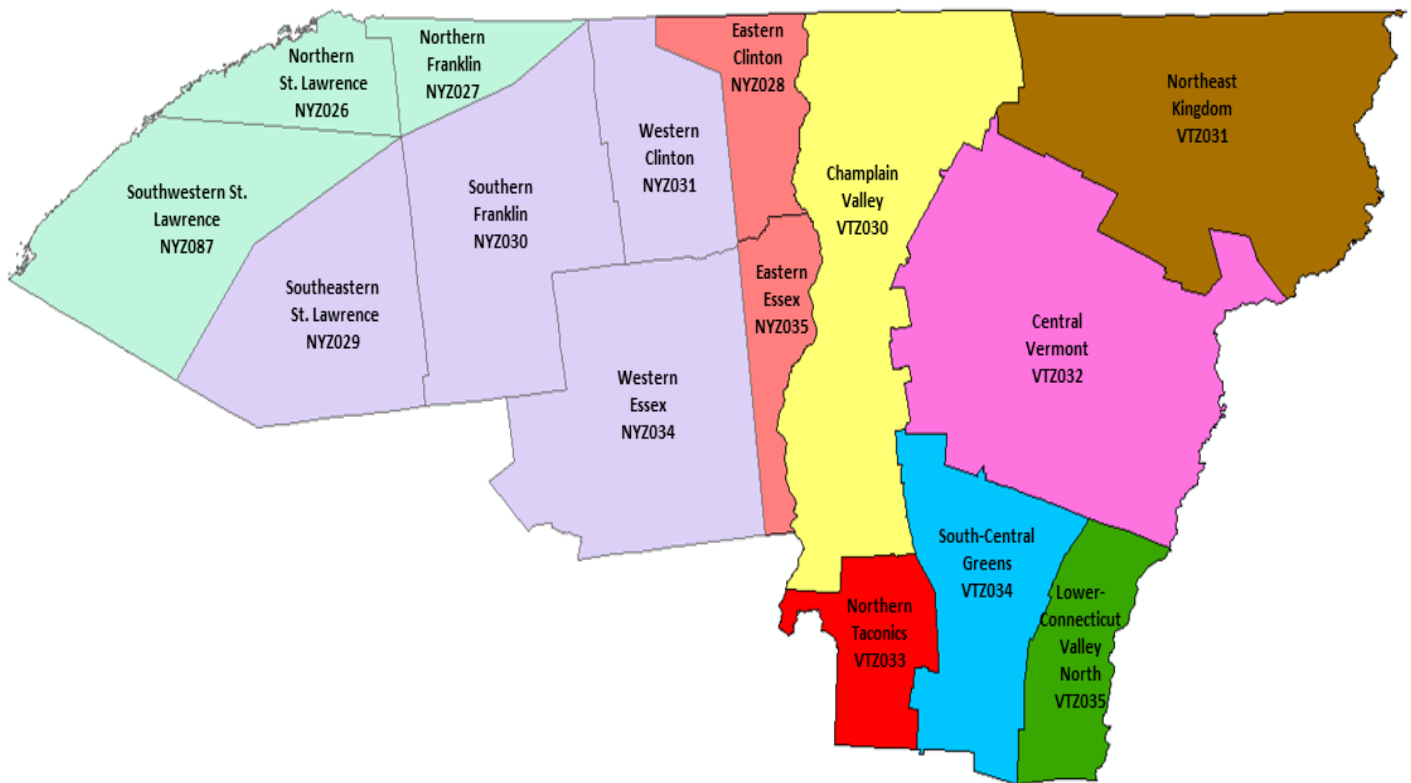 Northern
St. Lawrence
NYZ026
Northern
Franklin
NYZ027
Eastern
Clinton
NYZ028
Northeast
Kingdom
VTZ031
Western
Clinton
NYZ031
Champlain
Valley
VTZ030
Southwestern St.
Lawrence
NYZ087
Southern
Franklin
NYZ030
Southeastern
St. Lawrence
NYZ029
Eastern
Essex
NYZ035
Central
Vermont
VTZ032
Western
Essex
NYZ034
South-Central
Greens
VTZ034
Northern
Taconics
VTZ033
Lower-
Connecticut
Valley
North
VTZ035